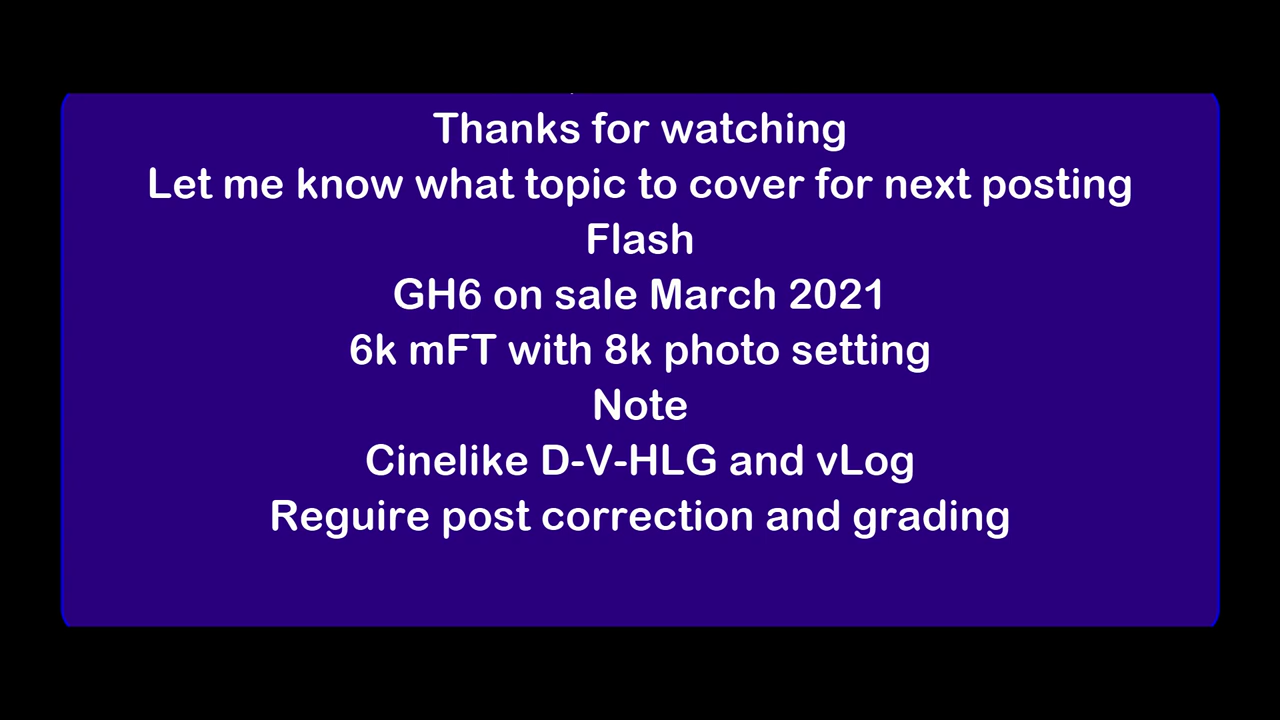 Thanks for watching
Let me know what topic to cover for next posting
Flash
GH6 on sale March 2021
6k mFT with 8k photo setting
Note
Cinelike D-V-HLG and vLog
Reguire post correction and grading